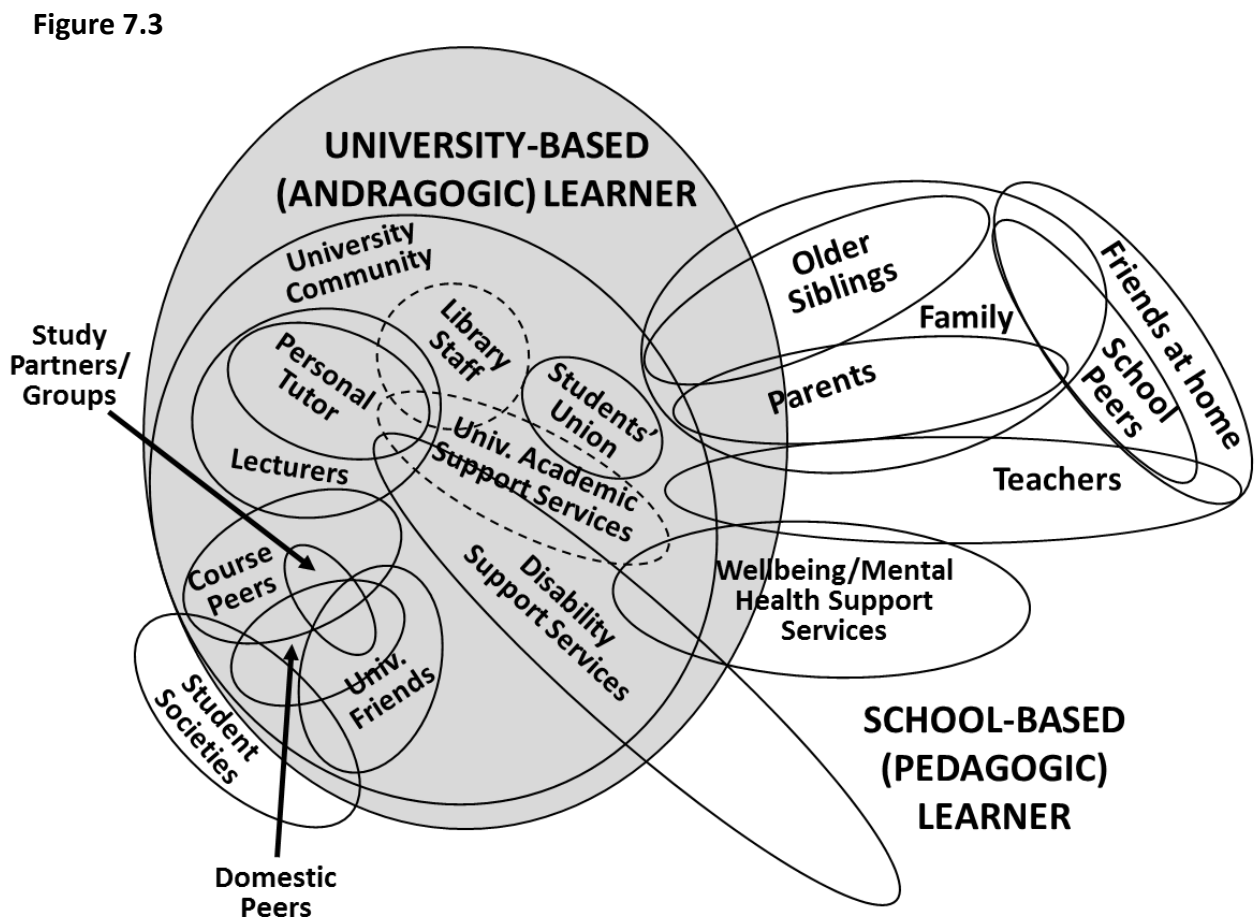 Figure 7.3
UNIVERSITY-BASED
(ANDRAGOGIC) LEARNER
University
Community
Library
Staff
Study
Partners/
Groups
Personal
Tutor
Students'
Union
Lecturers
Univ. Academic
Support Services
Course
Peers
Disability
Support Services
Univ.
Friends
Student
Societies
Domestic
Peers
Older
Siblings
Family
Parents
Friends at home
School
Peers
Teachers
Wellbeing/Mental
Health Support
Services
SCHOOL-BASED
(PEDAGOGIC)
LEARNER